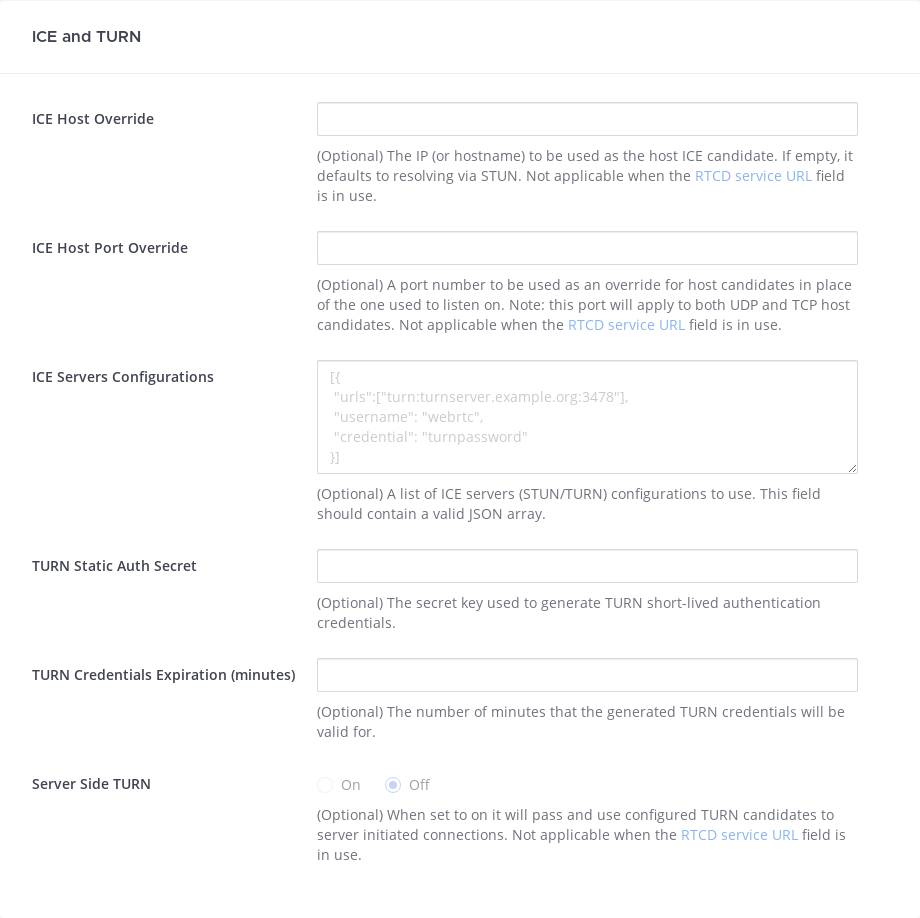 ICE and TURN
ICE Host Override
(Optional) The IP (or hostname) to be used as the host ICE candidate. If empty, it
defaults to resolving via STUN. Not applicable when the RTCD service URL field
is in use.
ICE Host Port Override
(Optional) A port number to be used as an override for host candidates in place
of the one used to listen on. Note: this port will apply to both UDP and TCP host
candidates. Not applicable when the RTCD service URL field is in use.
ICE Servers Configurations
[{
"urls":["turn:turnserver.example.org:3478"],
"username": "webrtc",
"credential": "turnpassword"
}]
(Optional) A list of ICE servers (STUN/TURN) configurations to use. This field
should contain a valid JSON array.
TURN Static Auth Secret
(Optional) The secret key used to generate TURN short-lived authentication
credentials.
TURN Credentials Expiration (minutes)
(Optional) The number of minutes that the generated TURN credentials will be
valid for.
Server Side TURN
On Off
(Optional) When set to on it will pass and use configured TURN candidates to
server initiated connections. Not applicable when the RTCD service URL field is
in use.